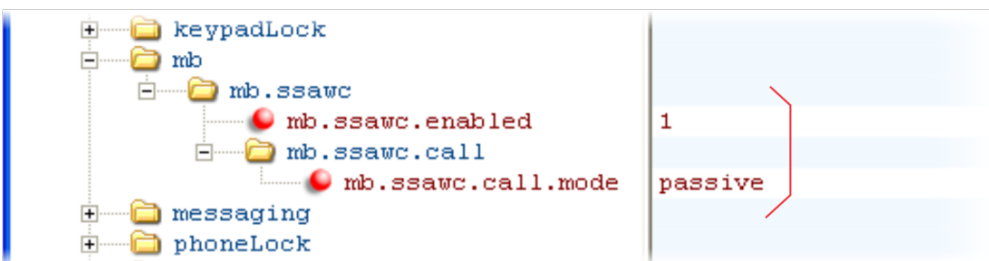 keypadLock
mb
mb.ssawc
mb.ssawc.enabled 1
mb.ssawc.call
mb.ssawc.call.mode passive
messaging
phoneLock